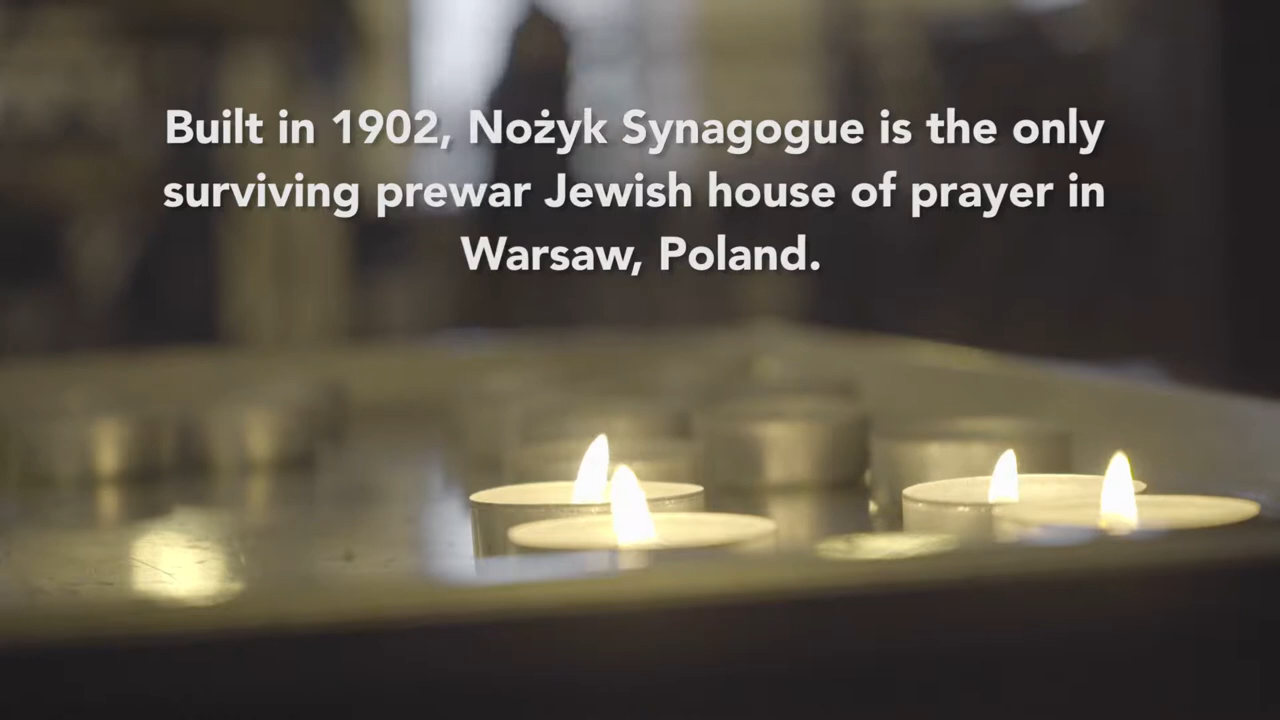 Built in 1902, Nożyk Synagogue is the only
surviving prewar Jewish house of prayer in
Warsaw, Poland.